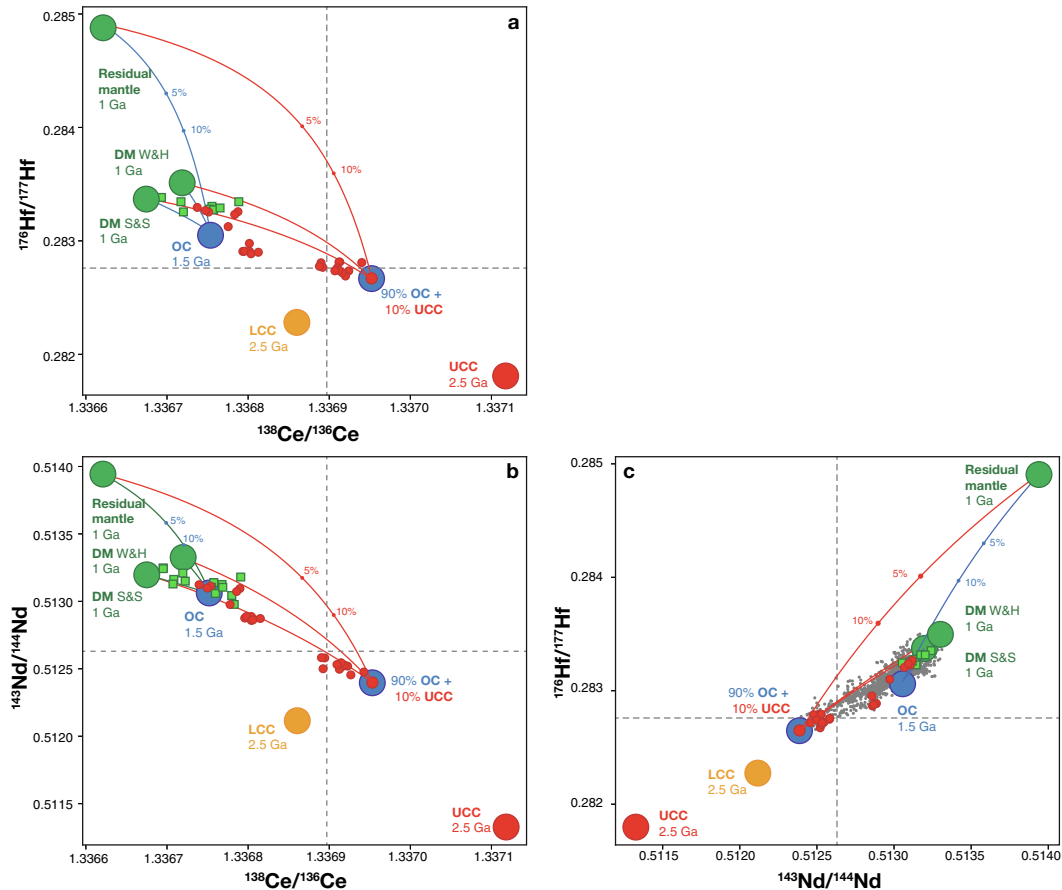 a
0.285
0.284
0.283
0.282
¹⁷⁶Hf/¹⁷⁷Hf
Residual
mantle
1 Ga
5%
10%
5%
10%
DM W&H
1 Ga
DM S&S
1 Ga
OC
1.5 Ga
90% OC +
10% UCC
LCC
2.5 Ga
UCC
2.5 Ga
1.3366
1.3367
1.3368
1.3369
1.3370
1.3371
¹³⁸Ce/¹³⁶Ce
b
0.5140
0.5135
0.5130
0.5125
0.5120
0.5115
¹⁴³Nd/¹⁴⁴Nd
Residual
mantle
1 Ga
5%
10%
5%
10%
DM W&H
1 Ga
DM S&S
1 Ga
OC
1.5 Ga
90% OC +
10% UCC
LCC
2.5 Ga
UCC
2.5 Ga
1.3366
1.3367
1.3368
1.3369
1.3370
1.3371
¹³⁸Ce/¹³⁶Ce
c
0.285
0.284
0.283
0.282
¹⁷⁶Hf/¹⁷⁷Hf
Residual
mantle
1 Ga
5%
5%
10%
10%
DM W&H
1 Ga
DM S&S
1 Ga
90% OC +
10% UCC
OC
1.5 Ga
LCC
2.5 Ga
UCC
2.5 Ga
0.5115
0.5120
0.5125
0.5130
0.5135
0.5140
¹⁴³Nd/¹⁴⁴Nd